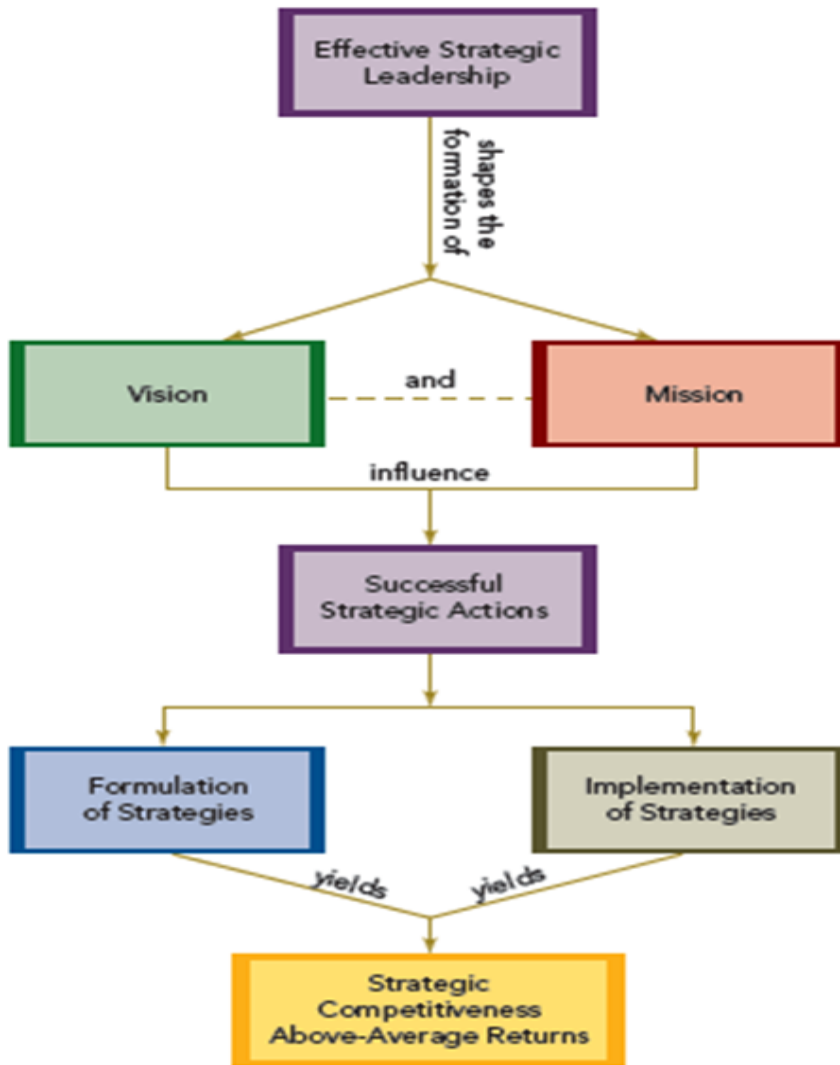 Effective Strategic
Leadership
shapes the
formation of
Vision
and
Mission
influence
Successful
Strategic Actions
Formulation
of Strategies
Implementation
of Strategies
yields
yields
Strategic
Competitiveness
Above-Average Returns